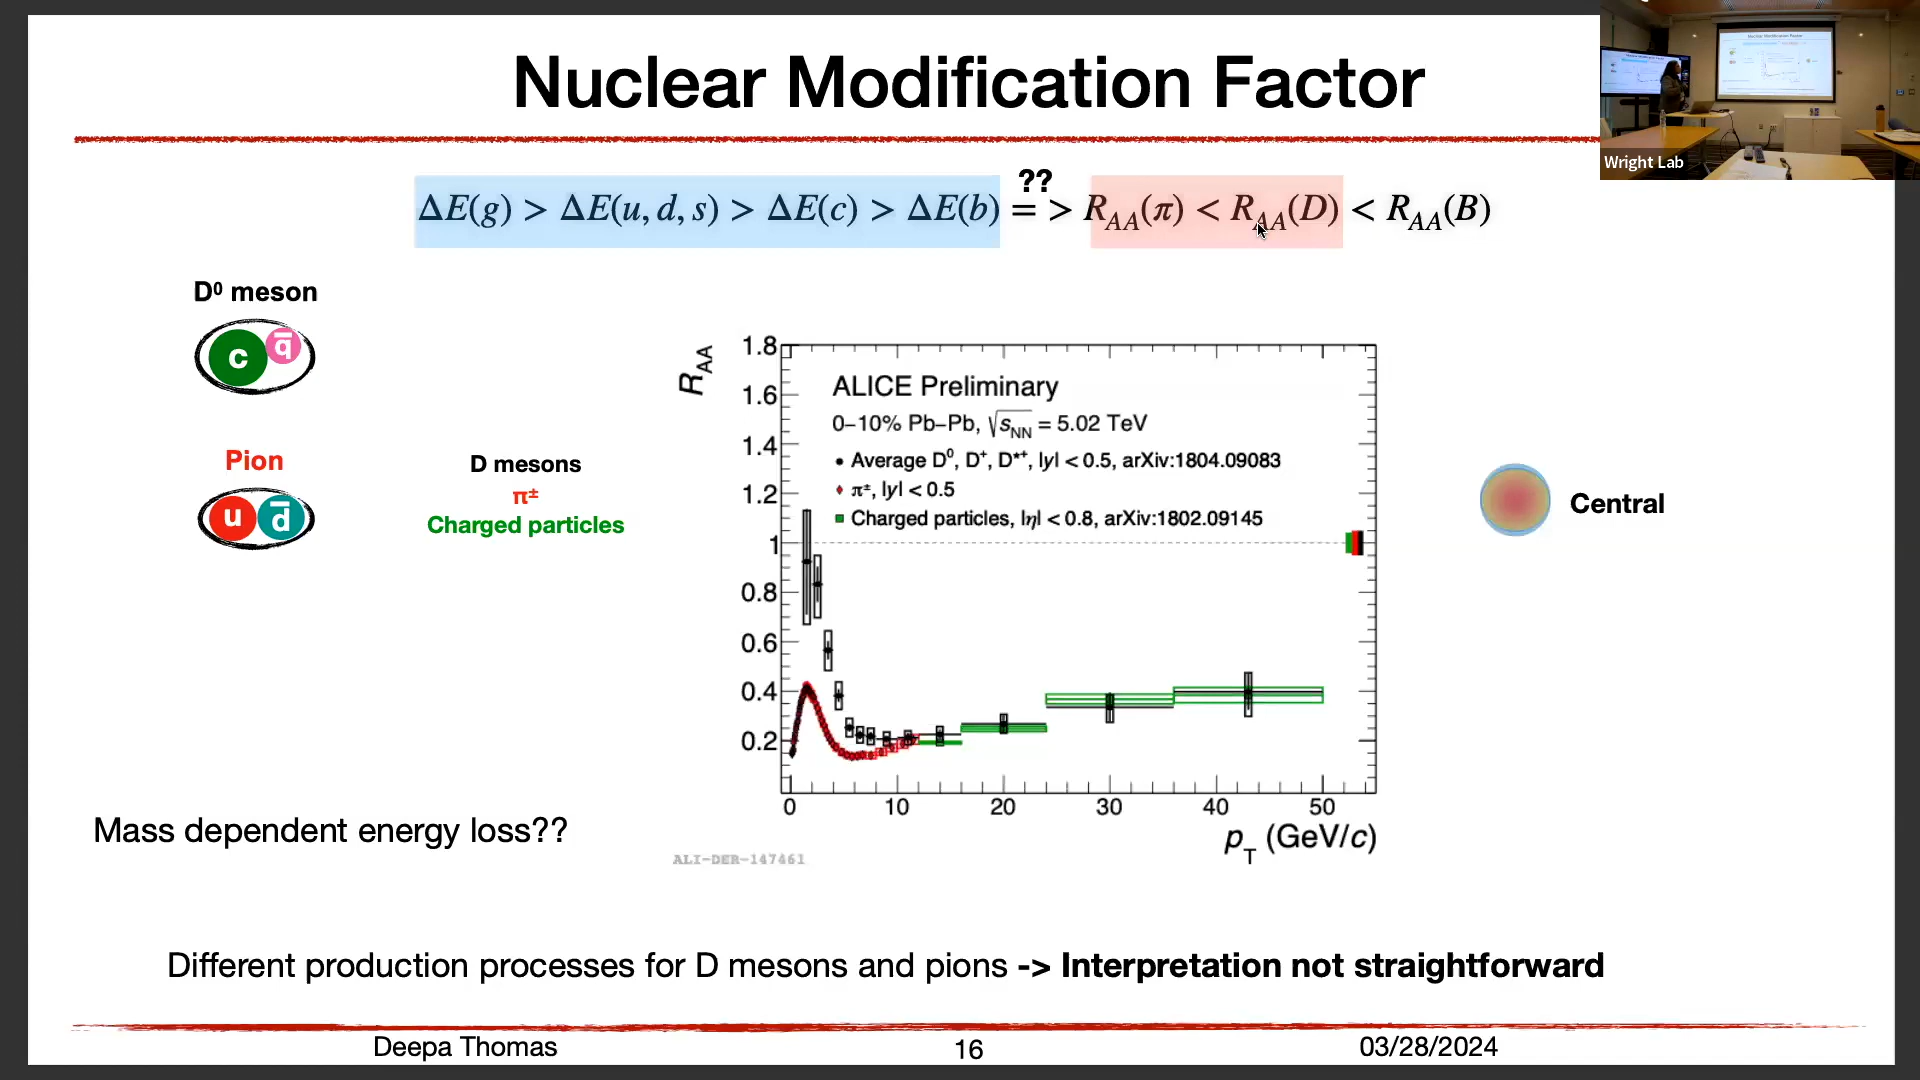 Nuclear Modification Factor
Wright Lab
??
ΔE(g) > ΔE(u, d, s) > ΔE(c) > ΔE(b) = > R_AA(π) < R_AA(D) < R_AA(B)
D⁰ meson
c q̅
Pion
u d̅
D mesons
π±
Charged particles
R_AA
1.8
1.6
1.4
1.2
1
0.8
0.6
0.4
0.2
ALICE Preliminary
0–10% Pb–Pb, √s_NN = 5.02 TeV
Average D⁰, D⁺, D*⁺, |y| < 0.5, arXiv:1804.09083
π±, |y| < 0.5
Charged particles, |η| < 0.8, arXiv:1802.09145
Central
0 10 20 30 40 50
p_T (GeV/c)
ALI-DER-147461
Mass dependent energy loss??
Different production processes for D mesons and pions -> Interpretation not straightforward
Deepa Thomas 16 03/28/2024